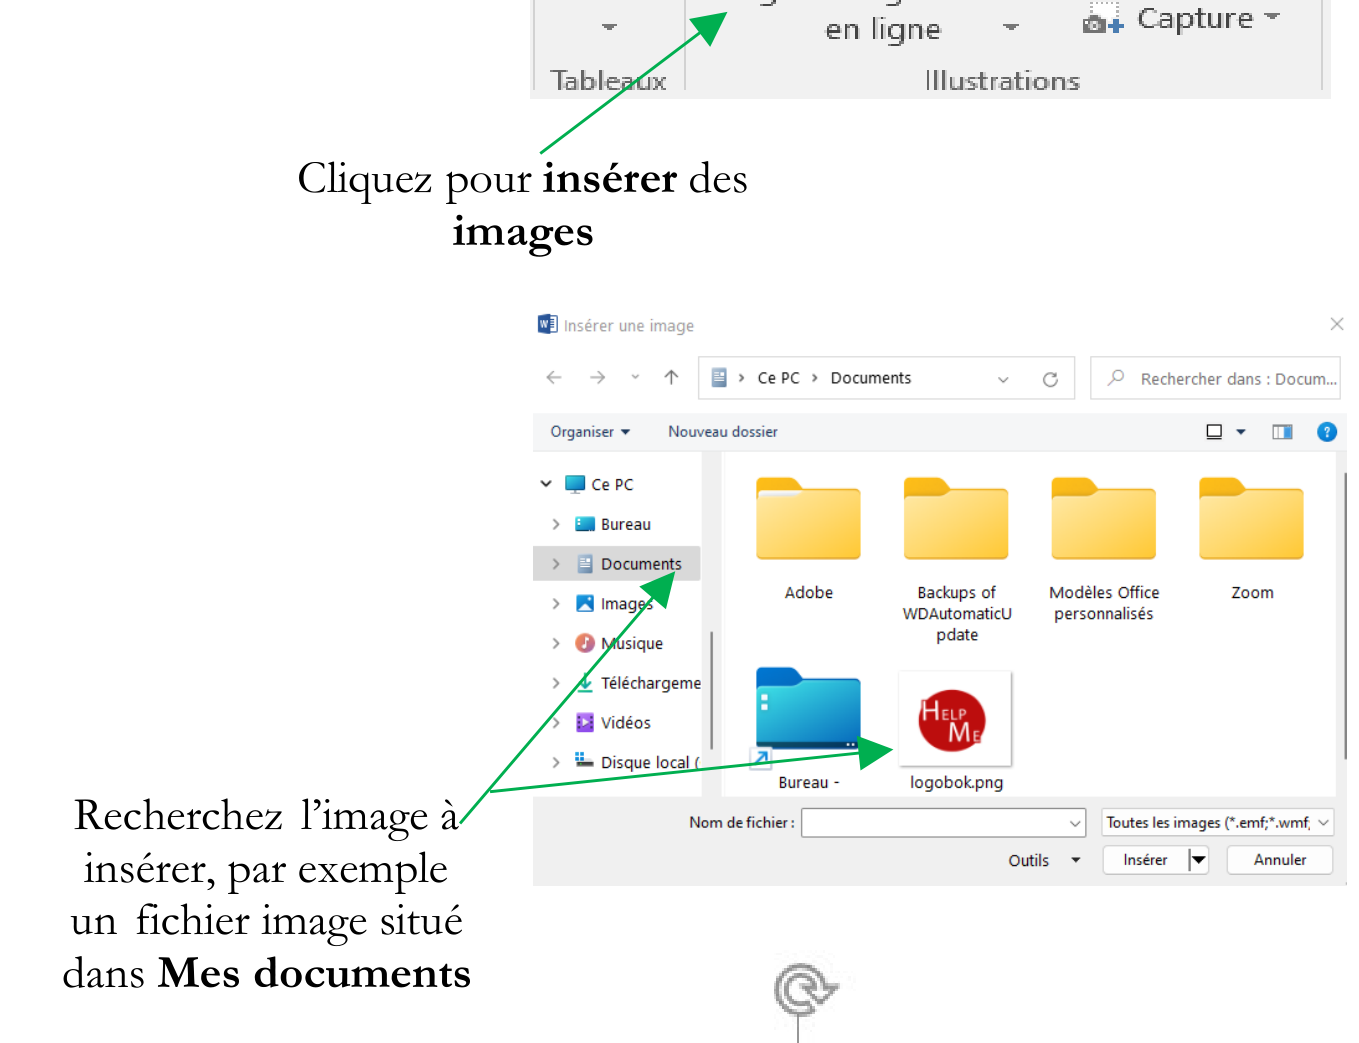 en ligne
Capture
Tableaux
Illustrations
Cliquez pour insérer des
images
Insérer une image
Ce PC > Documents
Rechercher dans : Docum...
Organiser
Nouveau dossier
Ce PC
Bureau
Documents
Images
Musique
Téléchargeme
Vidéos
Disque local (
Adobe
Backups of
WDAutomaticU
pdate
Modèles Office
personnalisés
Zoom
HELP
ME
Bureau -
logobok.png
Nom de fichier :
Toutes les images (*.emf;*.wmf;
Outils
Insérer
Annuler
Recherchez l’image à
insérer, par exemple
un fichier image situé
dans Mes documents